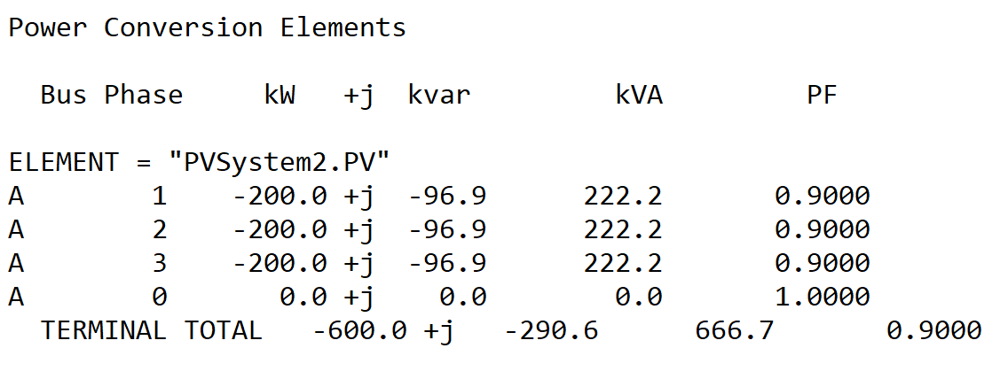 Power Conversion Elements
Bus Phase kW +j kvar kVA PF
ELEMENT = "PVSystem2.PV"
A 1 -200.0 +j -96.9 222.2 0.9000
A 2 -200.0 +j -96.9 222.2 0.9000
A 3 -200.0 +j -96.9 222.2 0.9000
A 0 0.0 +j 0.0 0.0 1.0000
TERMINAL TOTAL -600.0 +j -290.6 666.7 0.9000